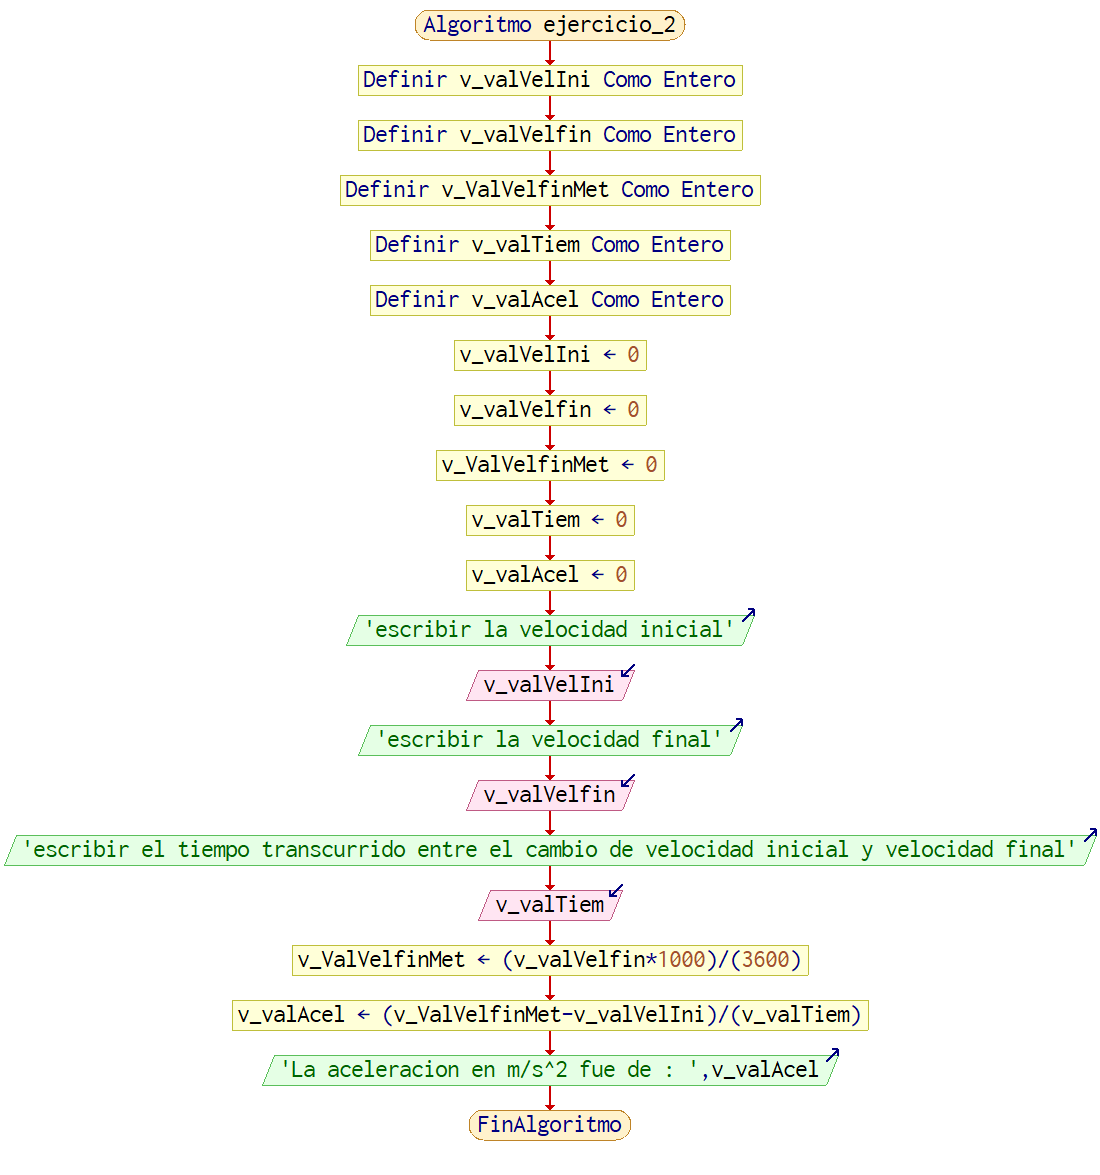 Algoritmo ejercicio_2
Definir v_valVelIni Como Entero
Definir v_valVelfin Como Entero
Definir v_ValVelfinMet Como Entero
Definir v_valTiem Como Entero
Definir v_valAcel Como Entero
v_valVelIni ← 0
v_valVelfin ← 0
v_ValVelfinMet ← 0
v_valTiem ← 0
v_valAcel ← 0
'escribir la velocidad inicial'
v_valVelIni
'escribir la velocidad final'
v_valVelfin
'escribir el tiempo transcurrido entre el cambio de velocidad inicial y velocidad final'
v_valTiem
v_ValVelfinMet ← (v_valVelfin*1000)/(3600)
v_valAcel ← (v_ValVelfinMet-v_valVelIni)/(v_valTiem)
'La aceleracion en m/s^2 fue de : ',v_valAcel
FinAlgoritmo